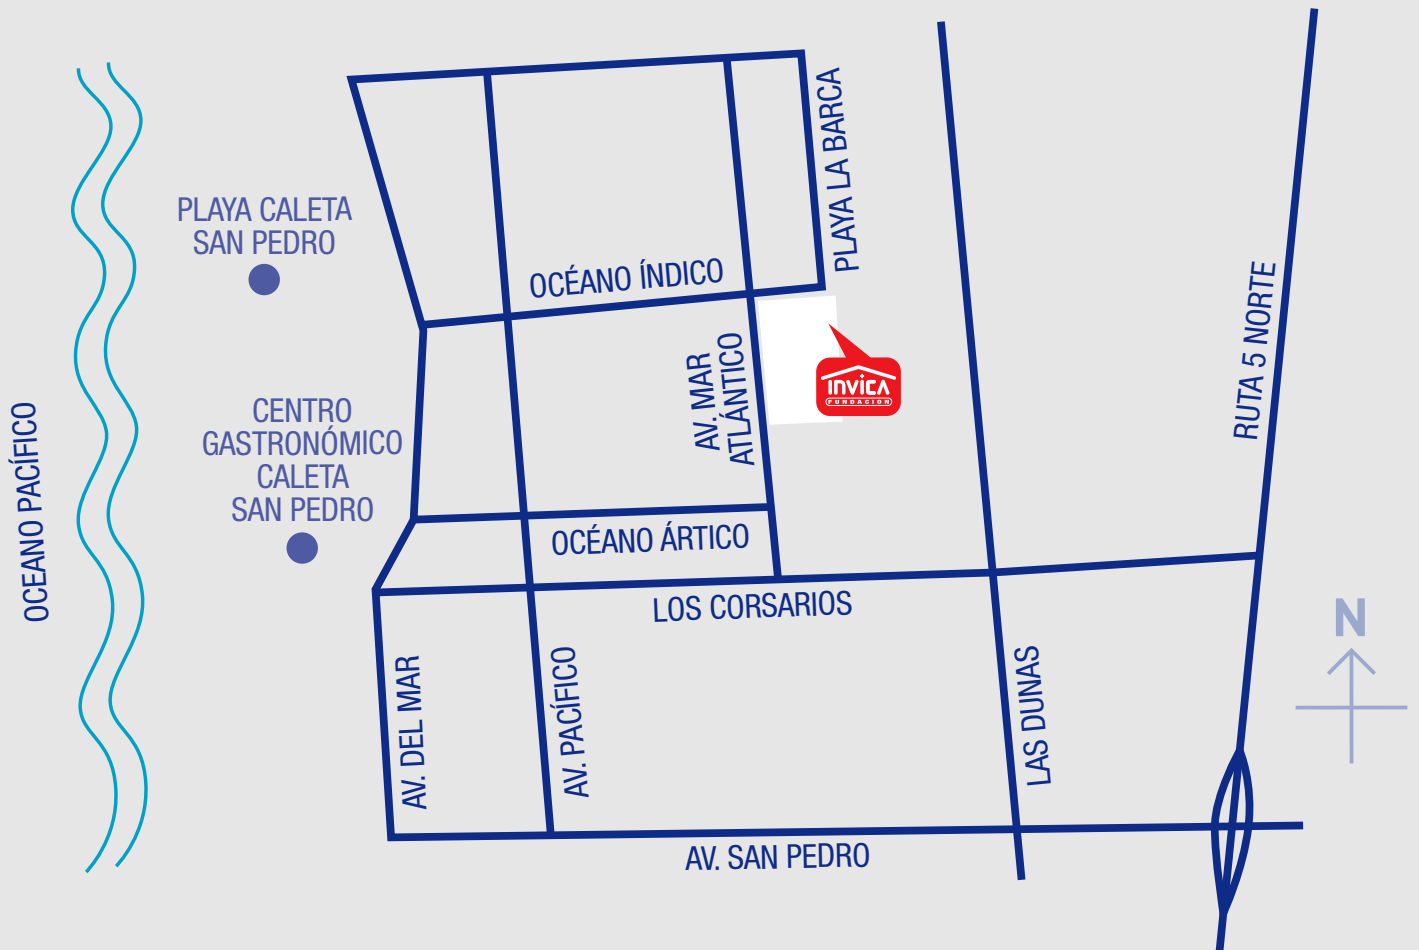 PLAYA LA BARCA
PLAYA CALETA
SAN PEDRO
OCÉANO ÍNDICO
RUTA 5 NORTE
AV. MAR
ATLÁNTICO
INVICA
FUNDACION
CENTRO
GASTRONÓMICO
CALETA
SAN PEDRO
OCEANO PACÍFICO
OCÉANO ÁRTICO
LOS CORSARIOS
N
AV. DEL MAR
AV. PACÍFICO
LAS DUNAS
AV. SAN PEDRO